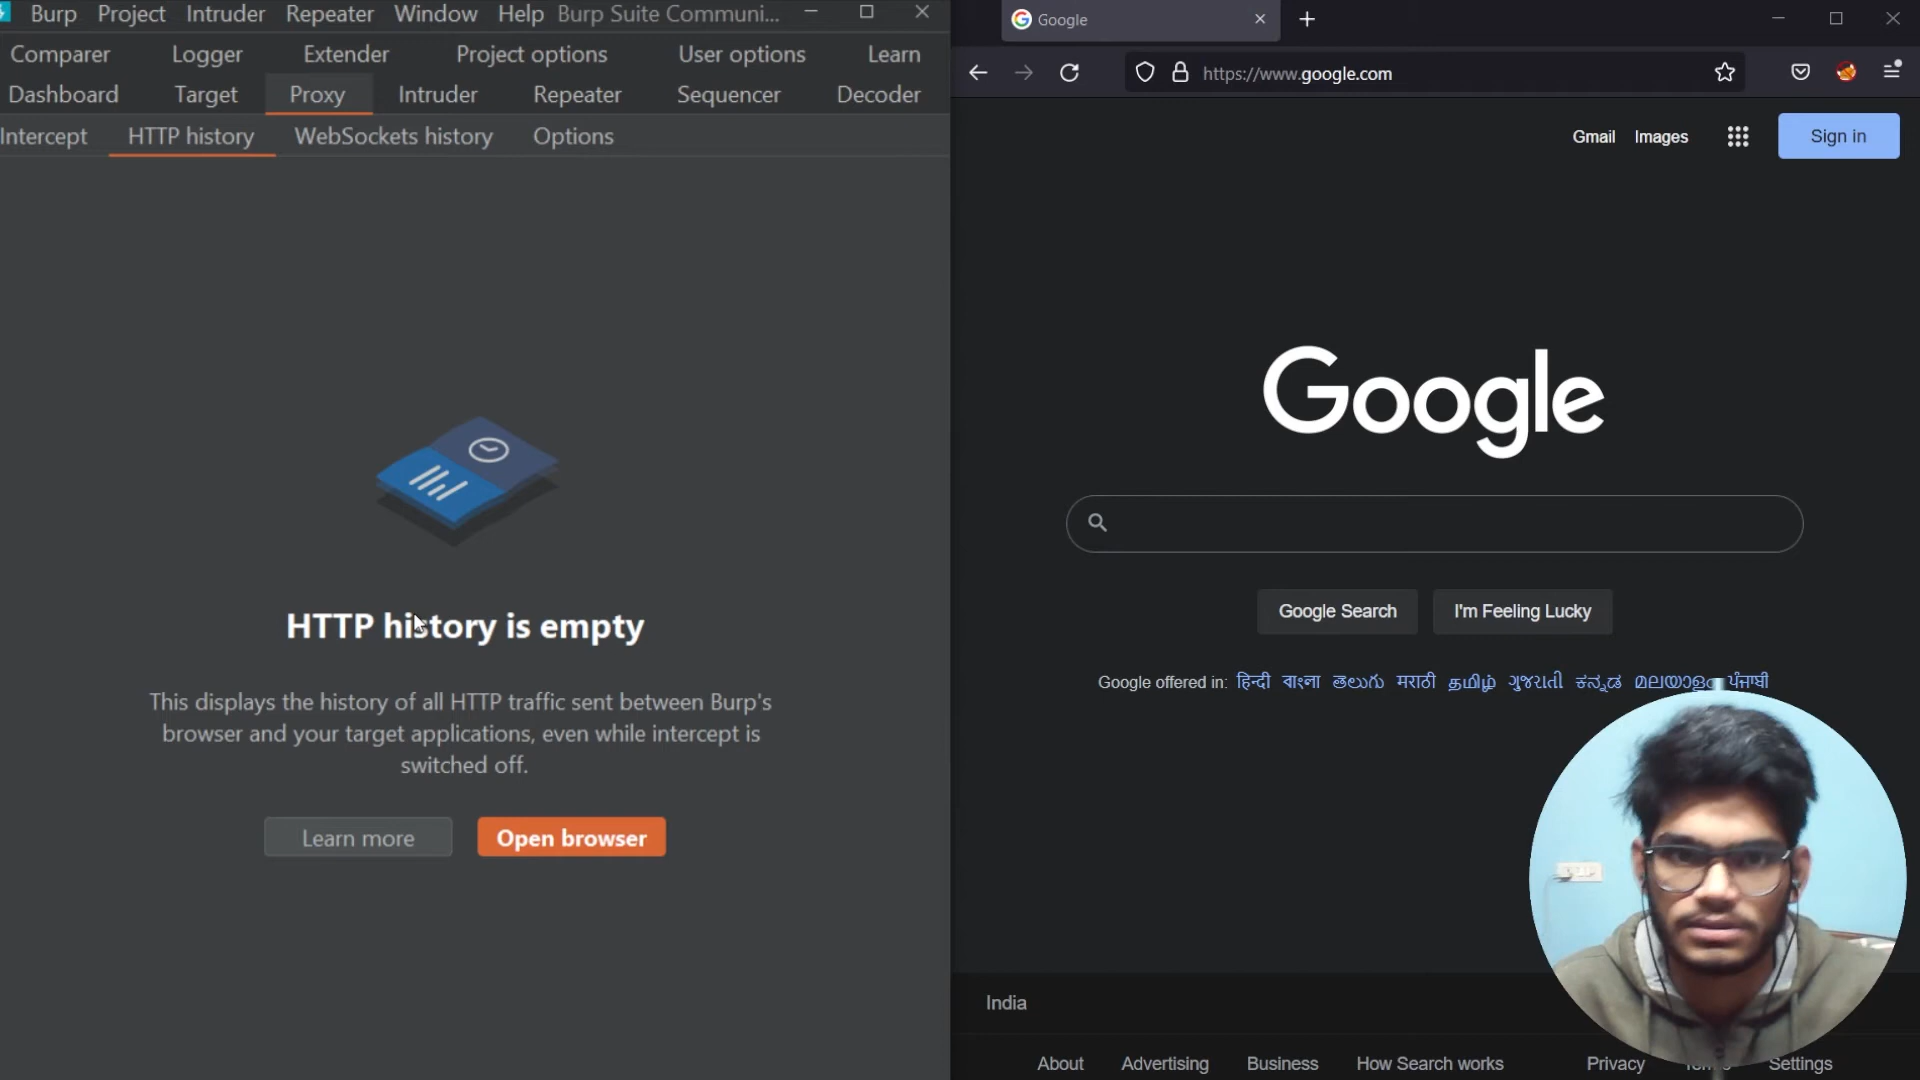 Burp Project Intruder Repeater Window Help Burp Suite Communi...
Comparer Logger Extender Project options User options Learn
Dashboard Target Proxy Intruder Repeater Sequencer Decoder
Intercept HTTP history WebSockets history Options
HTTP history is empty
This displays the history of all HTTP traffic sent between Burp's
browser and your target applications, even while intercept is
switched off.
Learn more Open browser
Google
https://www.google.com
Gmail Images Sign in
Google
Google Search I'm Feeling Lucky
Google offered in: हिन्दी বাংলা తెలుగు मराठी தமிழ் ગુજરાતી ಕನ್ನಡ ਪੰਜਾਬੀ
India
About Advertising Business How Search works Privacy Settings